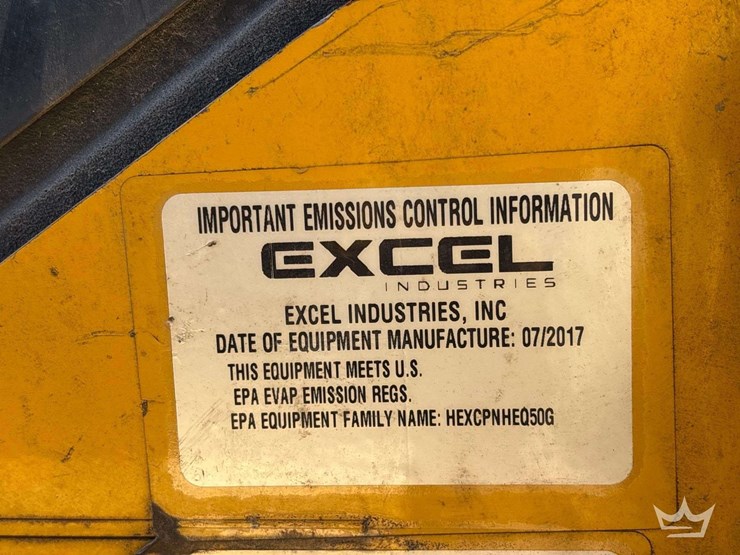 IMPORTANT EMISSIONS CONTROL INFORMATION
EXCEL
INDUSTRIES
EXCEL INDUSTRIES, INC
DATE OF EQUIPMENT MANUFACTURE: 07/2017
THIS EQUIPMENT MEETS U.S.
EPA EVAP EMISSION REGS.
EPA EQUIPMENT FAMILY NAME: HEXCPNHEQ50G